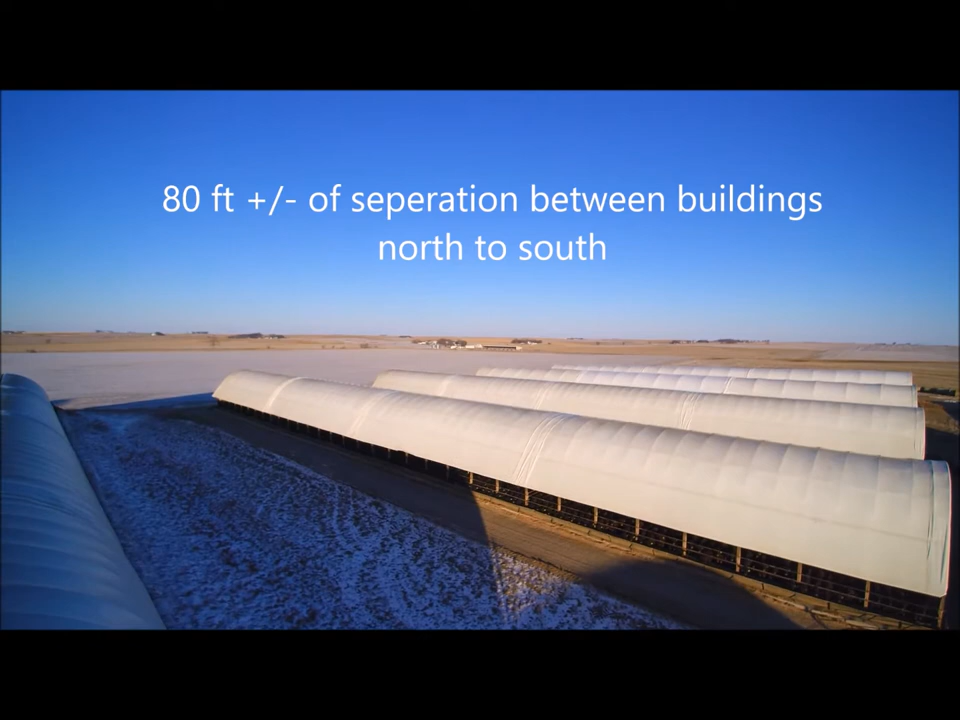 80 ft +/- of seperation between buildings
north to south